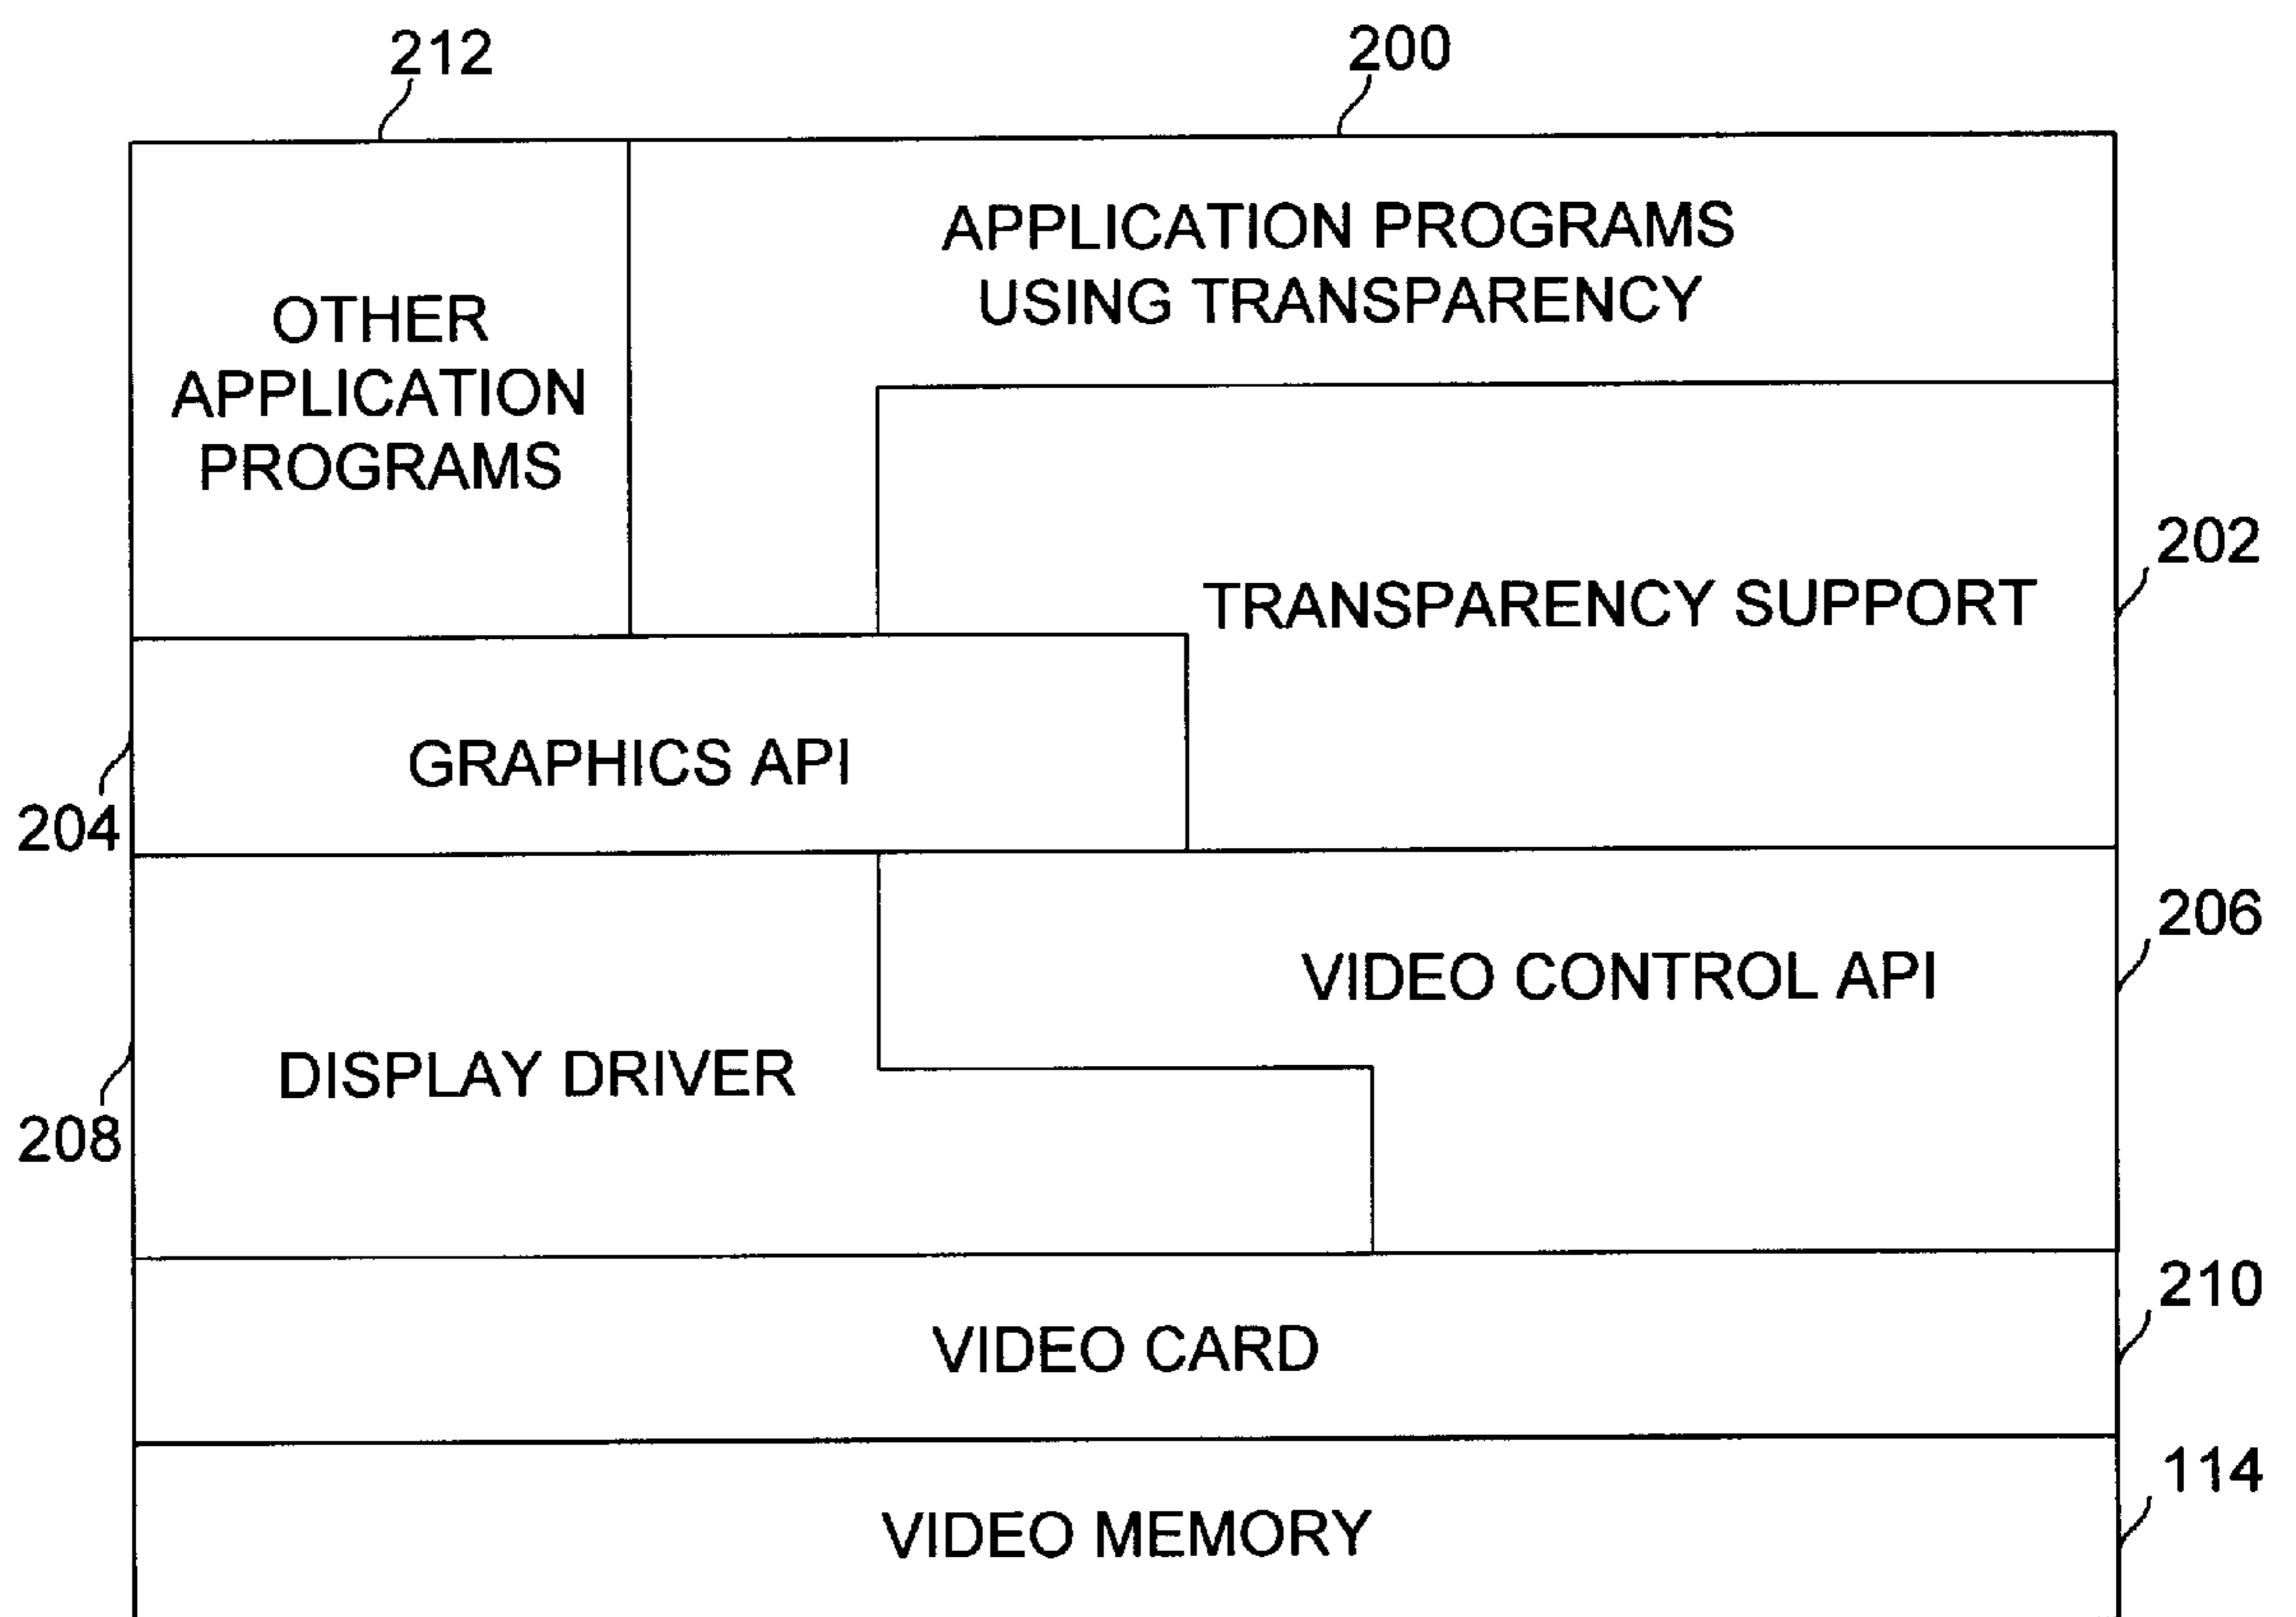 212
200
OTHER
APPLICATION
PROGRAMS
APPLICATION PROGRAMS
USING TRANSPARENCY
TRANSPARENCY SUPPORT
202
GRAPHICS API
204
VIDEO CONTROL API
206
DISPLAY DRIVER
208
VIDEO CARD
210
VIDEO MEMORY
114